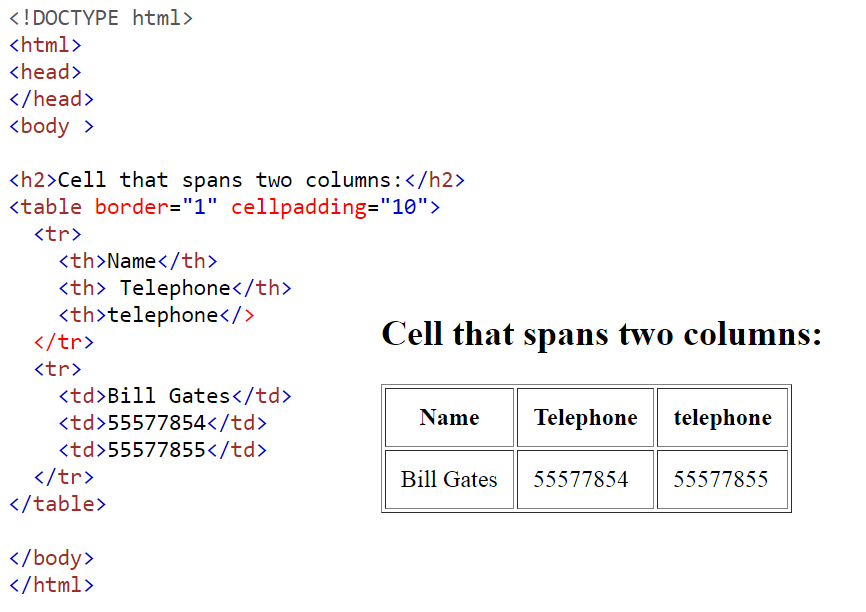 <!DOCTYPE html>
<html>
<head>
</head>
<body >
<h2>Cell that spans two columns:</h2>
<table border="1" cellpadding="10">
  <tr>
    <th>Name</th>
    <th> Telephone</th>
    <th>telephone</>
  </tr>
  <tr>
    <td>Bill Gates</td>
    <td>55577854</td>
    <td>55577855</td>
  </tr>
</table>
</body>
</html>
Cell that spans two columns:
Name Telephone telephone
Bill Gates 55577854 55577855